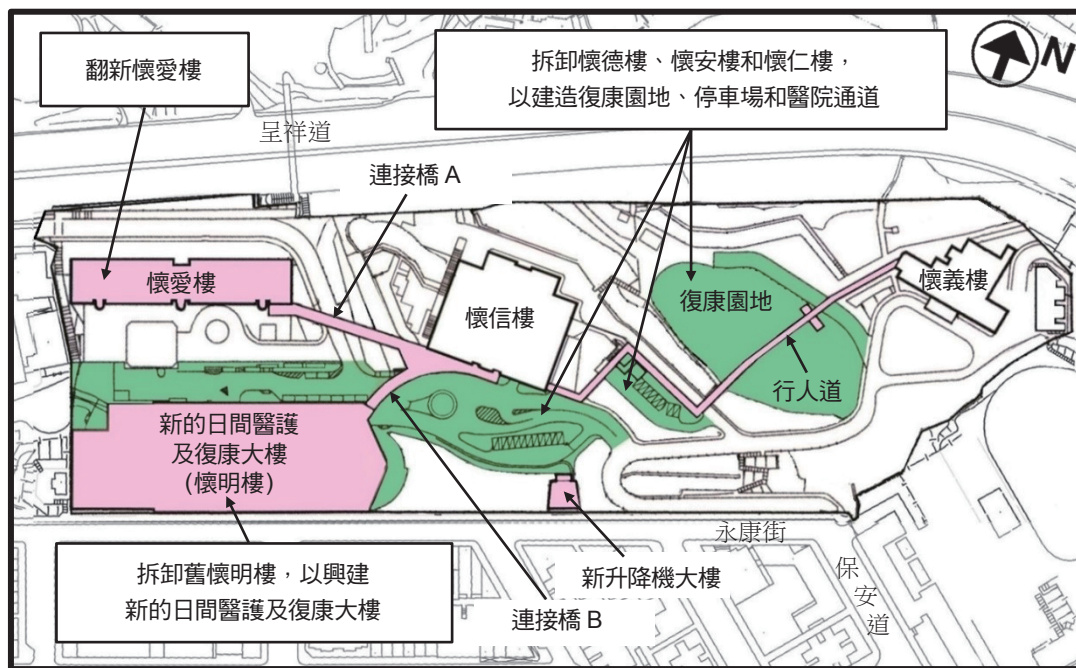 翻新懷愛樓
拆卸懷德樓、懷安樓和懷仁樓，
以建造復康園地、停車場和醫院通道
N
呈祥道
連接橋 A
懷愛樓
懷信樓
復康園地
懷義樓
行人道
新的日間醫護
及復康大樓
(懷明樓)
永康街
保安道
新升降機大樓
拆卸舊懷明樓，以興建
新的日間醫護及復康大樓
連接橋 B